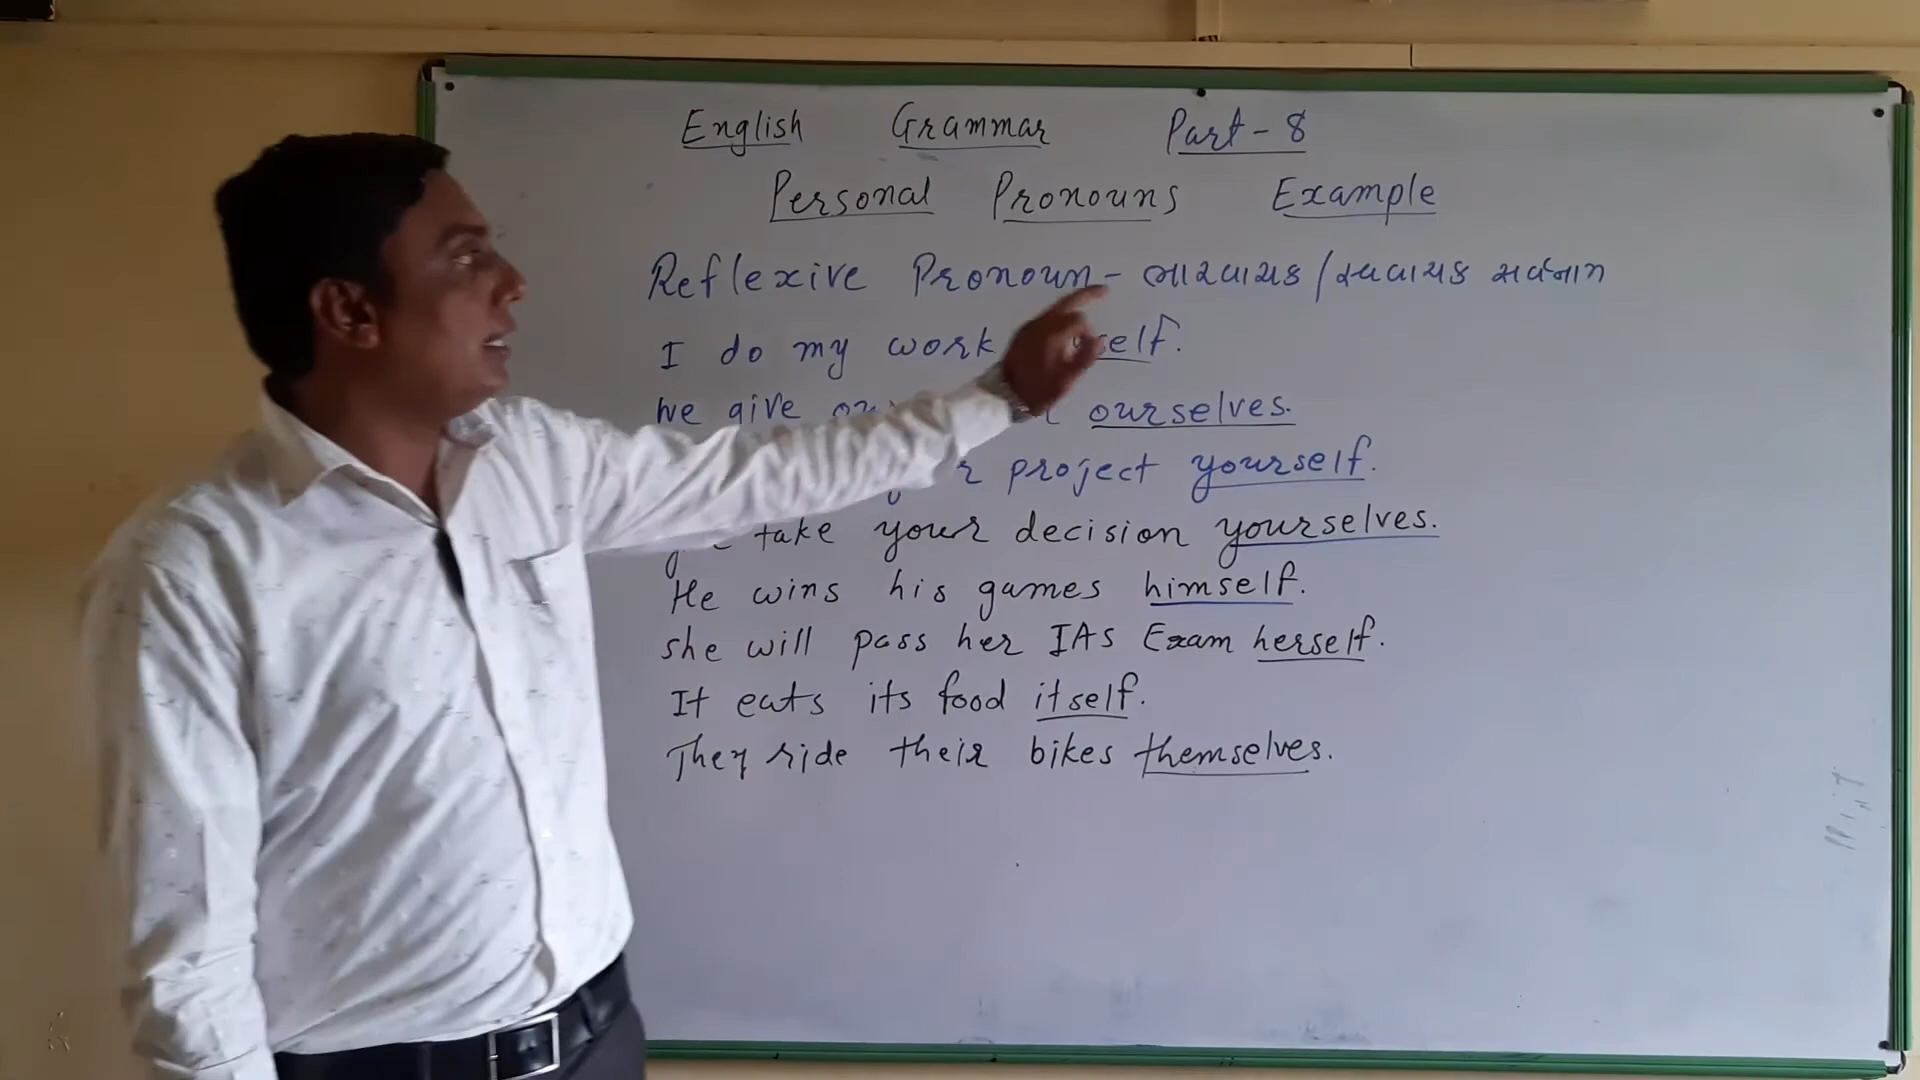 English Grammar Part-8
Personal Pronouns Example
Reflexive Pronoun - ભારવાચક / સ્વવાચક સર્વનામ
I do my work self.
we give ourselves.
project yourself.
take your decision yourselves.
He wins his games himself.
she will pass her IAS Exam herself.
It eats its food itself.
They ride their bikes themselves.